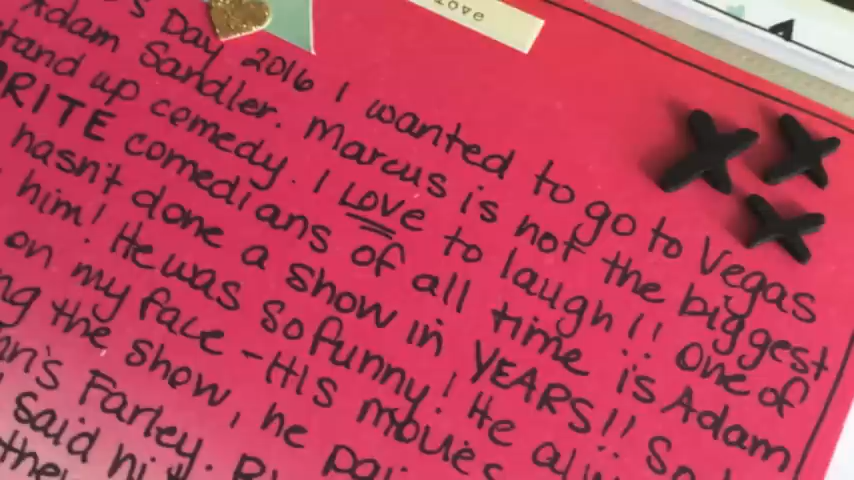 love
's Day 2016 I wanted to go to Vegas
Adam Sandler. Marcus is not the biggest
stand up comedy. I LOVE to laugh!! One of
RITE comedians of all time is Adam
hasn't done a show in YEARS!! So
him! He was so funny! He
on my face - His movies
ng the show, he
Farley.
said